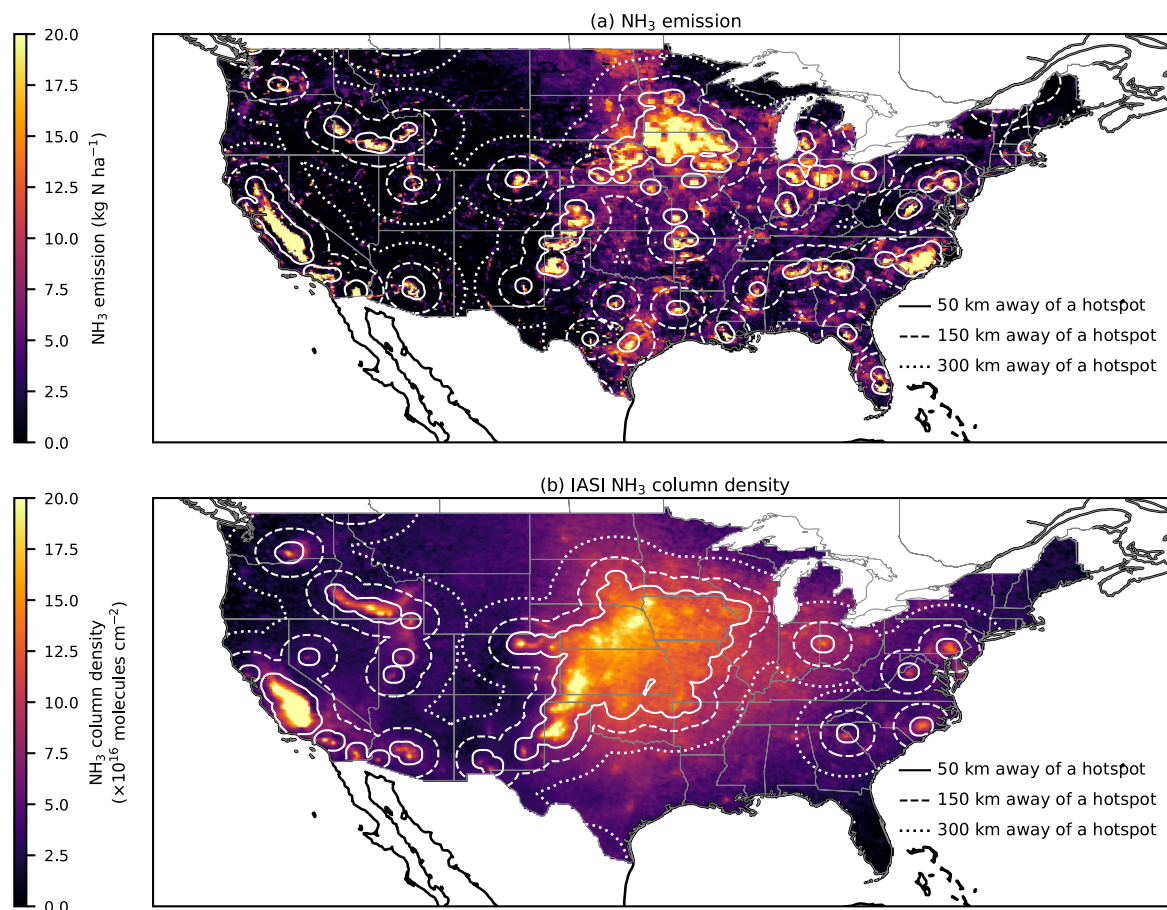 (a) NH₃ emission
20.0
17.5
15.0
12.5
10.0
7.5
5.0
2.5
0.0
NH₃ emission (kg N ha⁻¹)
50 km away of a hotspot
150 km away of a hotspot
300 km away of a hotspot
(b) IASI NH₃ column density
20.0
17.5
15.0
12.5
10.0
7.5
5.0
2.5
0.0
NH₃ column density
(×10¹⁶ molecules cm⁻²)
50 km away of a hotspot
150 km away of a hotspot
300 km away of a hotspot